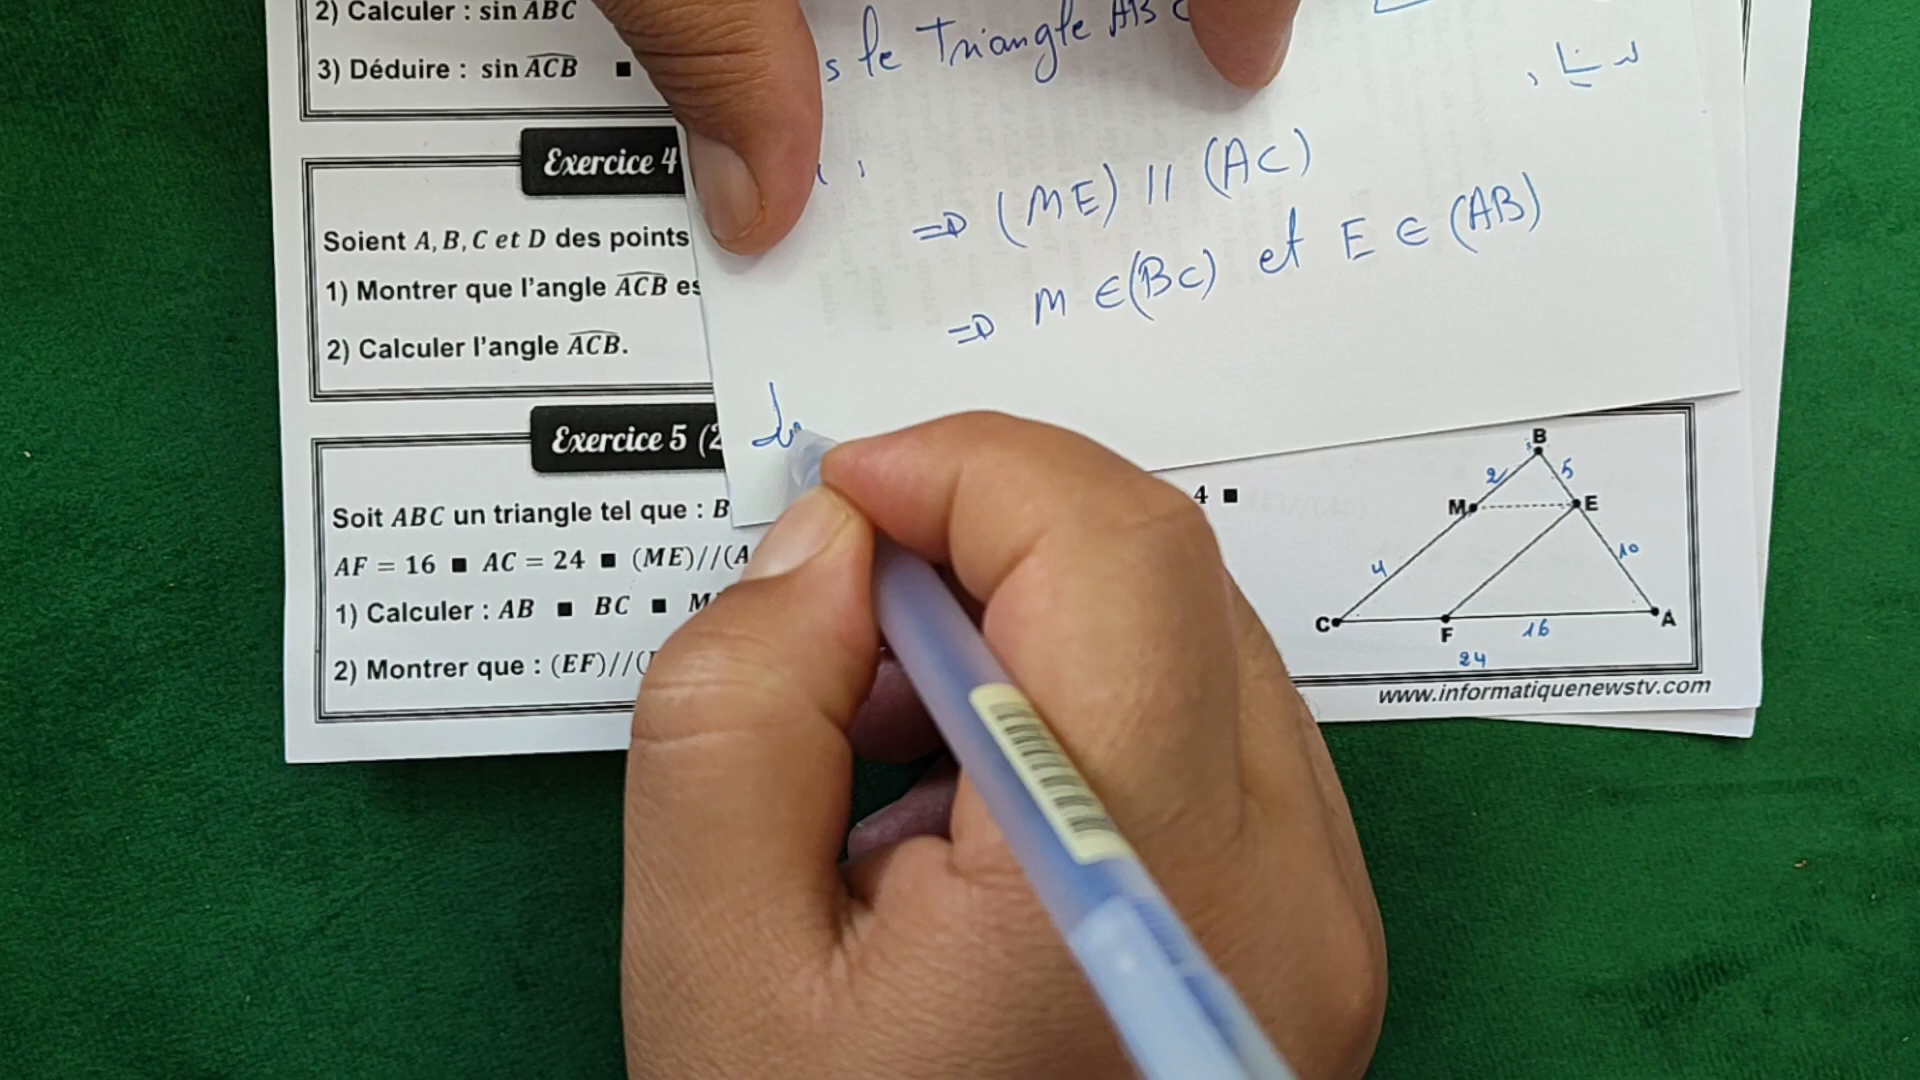 2) Calculer : sin ABC
3) Déduire : sin ACB ■
s le Triangle ABC
⇒ (ME) // (AC)
⇒ M ∈ (BC) et E ∈ (AB)
Exercice 4
Soient A, B, C et D des points
1) Montrer que l'angle ACB es
2) Calculer l'angle ACB.
Exercice 5 (2
Soit ABC un triangle tel que : B
4 ■
AF = 16 ■ AC = 24 ■ (ME)//(A
1) Calculer : AB ■ BC ■ M
2) Montrer que : (EF)//(
B
2 5
M E
4 10
C F 16 A
24
www.informatiquenewstv.com